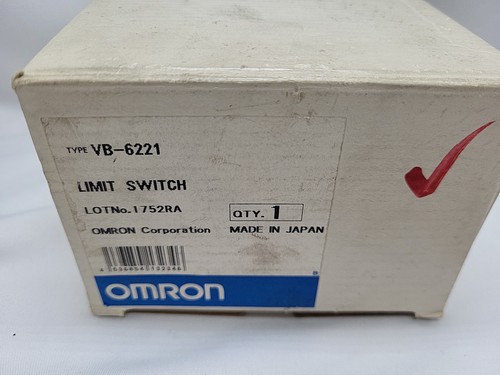 TYPE VB-6221
LIMIT SWITCH
LOTNo.1752RA
QTY. 1
OMRON Corporation MADE IN JAPAN
OMRON